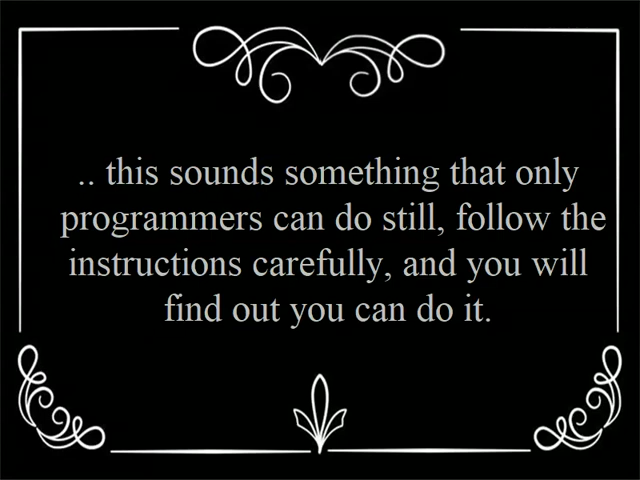 .. this sounds something that only
programmers can do still, follow the
instructions carefully, and you will
find out you can do it.